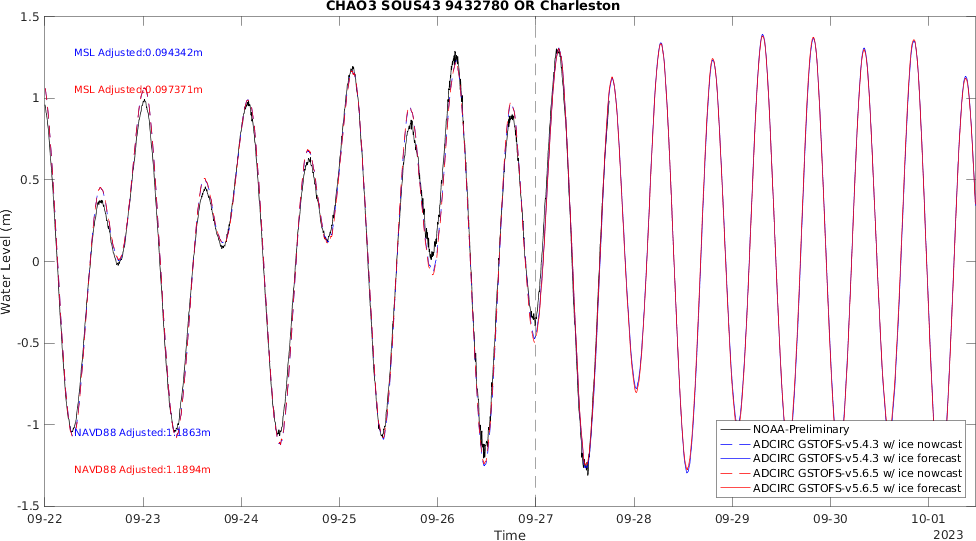 CHAO3 SOUS43 9432780 OR Charleston
1.5
1
0.5
0
-0.5
-1
-1.5
Water Level (m)
MSL Adjusted:0.094342m
MSL Adjusted:0.097371m
NAVD88 Adjusted:1.1863m
NAVD88 Adjusted:1.1894m
NOAA-Preliminary
ADCIRC GSTOFS-v5.4.3 w/ ice nowcast
ADCIRC GSTOFS-v5.4.3 w/ ice forecast
ADCIRC GSTOFS-v5.6.5 w/ ice nowcast
ADCIRC GSTOFS-v5.6.5 w/ ice forecast
09-22 09-23 09-24 09-25 09-26 09-27 09-28 09-29 09-30 10-01
Time
2023